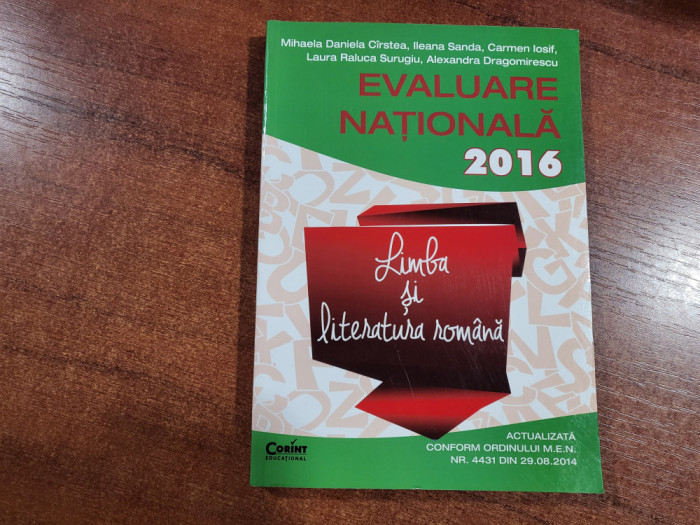 Mihaela Daniela Cîrstea, Ileana Sanda, Carmen Iosif,
Laura Raluca Surugiu, Alexandra Dragomirescu
EVALUARE
NAȚIONALĂ
2016
Limba
și
literatura română
CORINT
EDUCAȚIONAL
ACTUALIZATĂ
CONFORM ORDINULUI M.E.N.
NR. 4431 DIN 29.08.2014